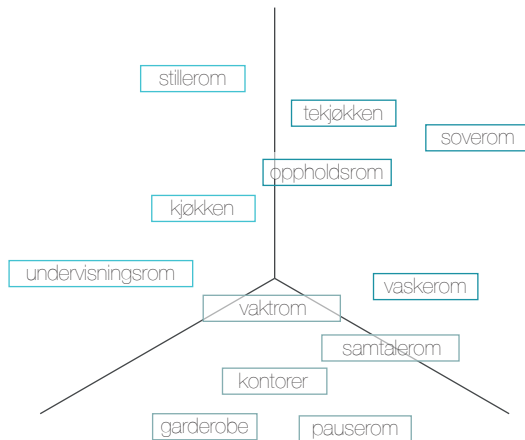 stillerom
tekjøkken
soverom
oppholdsrom
kjøkken
undervisningsrom
vaskerom
vaktrom
samtalerom
kontorer
garderobe
pauserom